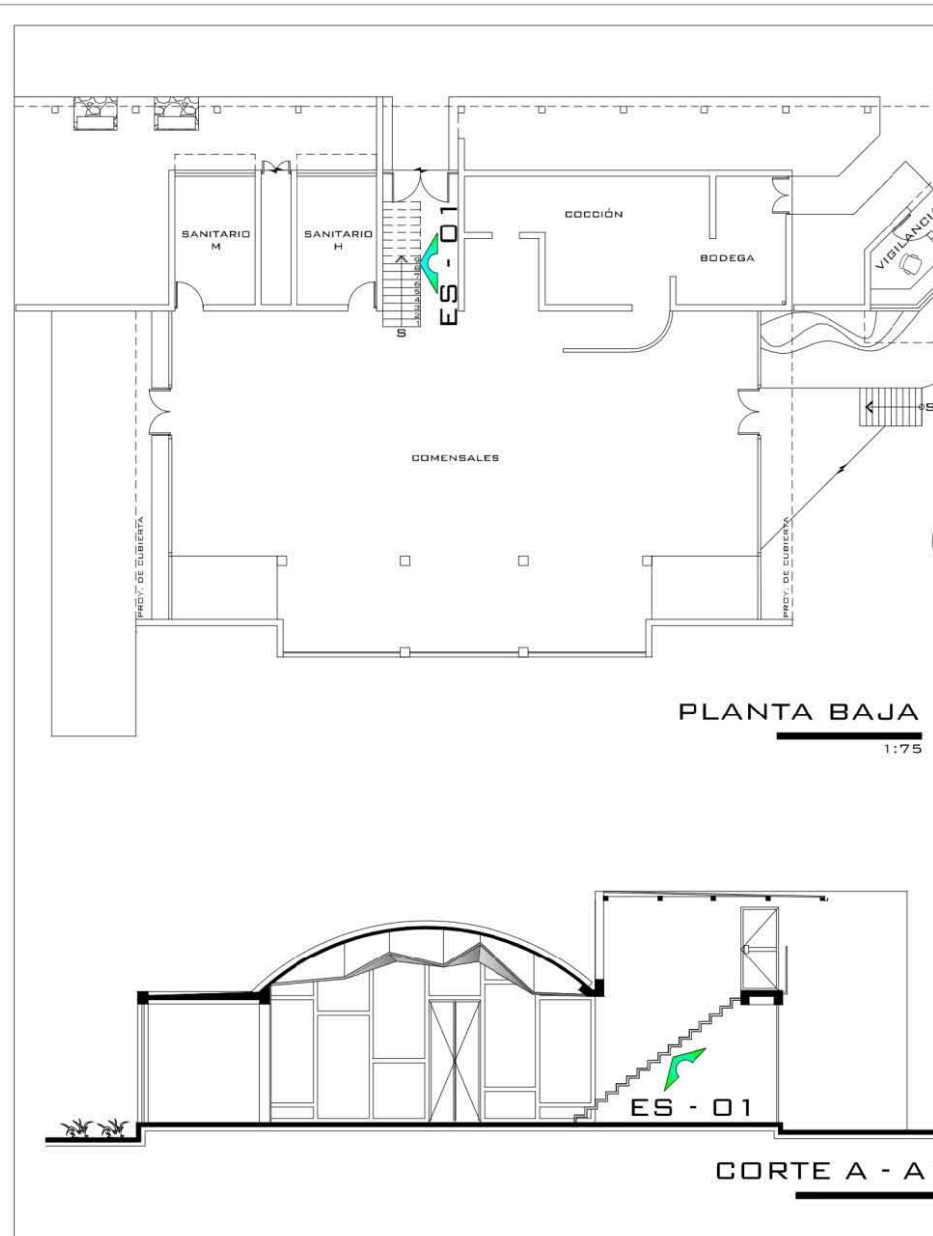 SANITARIO
M
SANITARIO
H
ES - 01
S
COCCIÓN
BODEGA
VIGILANCIA
S
COMENSALES
PROY. DE CUBIERTA
PROY. DE CUBIERTA
PLANTA BAJA
1:75
ES - 01
CORTE A - A